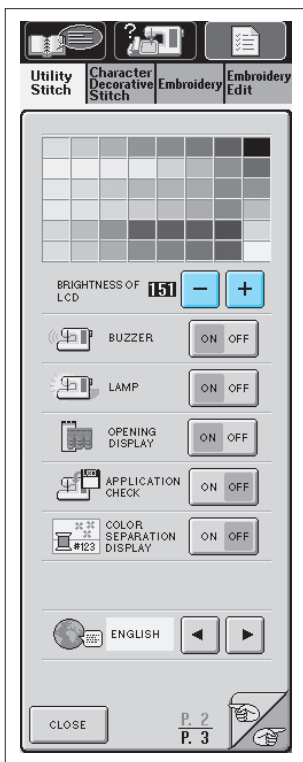 Utility
Stitch
Character
Decorative
Stitch
Embroidery
Embroidery
Edit
BRIGHTNESS OF
LCD
151
−
+
BUZZER
ON OFF
LAMP
ON OFF
OPENING
DISPLAY
ON OFF
APPLICATION
CHECK
ON OFF
#123
COLOR
SEPARATION
DISPLAY
ON OFF
ENGLISH
CLOSE
P. 2
P. 3